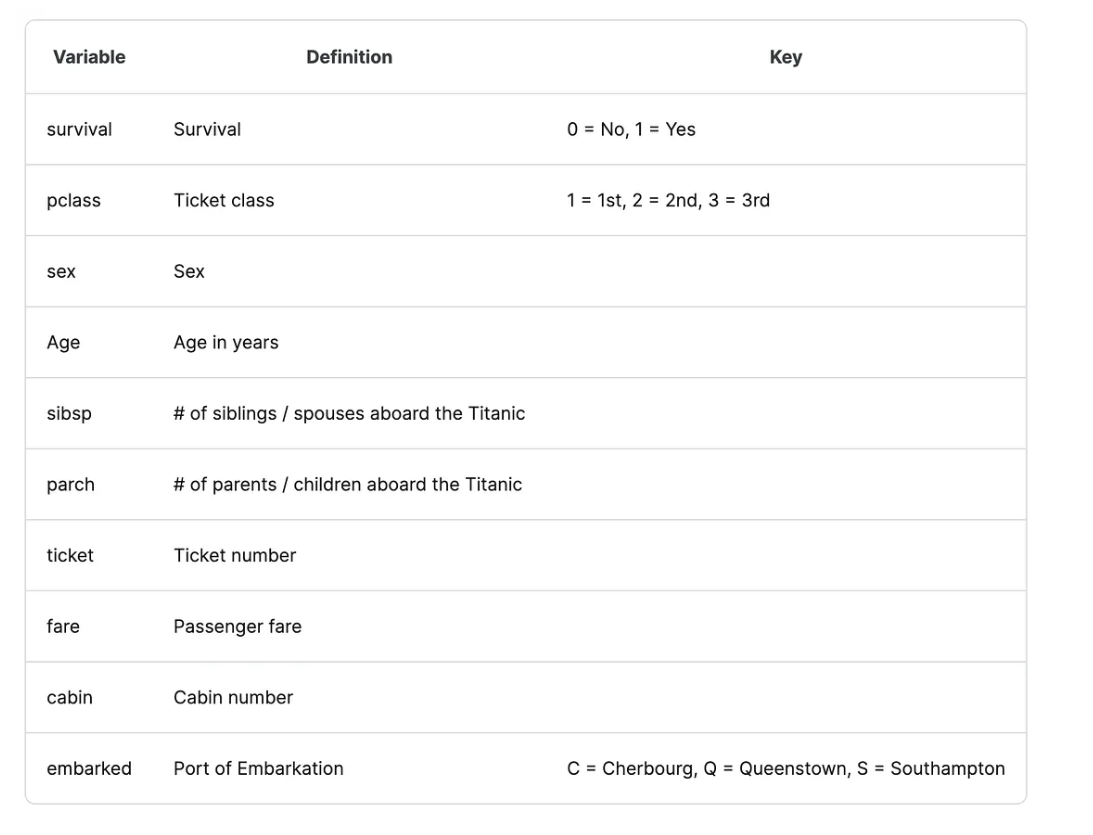 Variable Definition Key
survival Survival 0 = No, 1 = Yes
pclass Ticket class 1 = 1st, 2 = 2nd, 3 = 3rd
sex Sex
Age Age in years
sibsp # of siblings / spouses aboard the Titanic
parch # of parents / children aboard the Titanic
ticket Ticket number
fare Passenger fare
cabin Cabin number
embarked Port of Embarkation C = Cherbourg, Q = Queenstown, S = Southampton